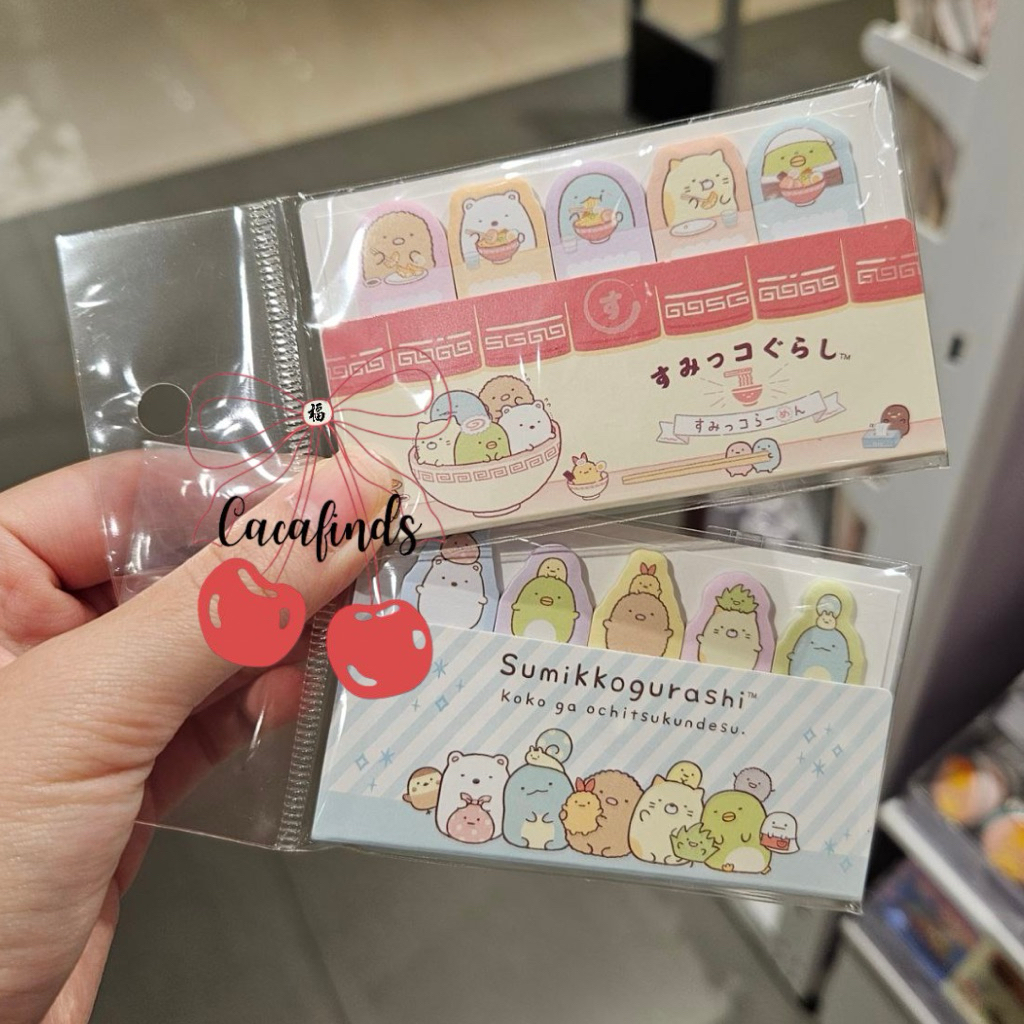 す
すみっコぐらし™
すみっコらーめん
福
Cacafinds
Sumikkogurashi™
Koko ga ochitsukundesu.